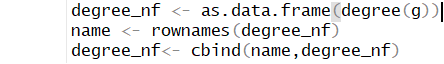 degree_nf <- as.data.frame(degree(g))
name <- rownames(degree_nf)
degree_nf<- cbind(name,degree_nf)